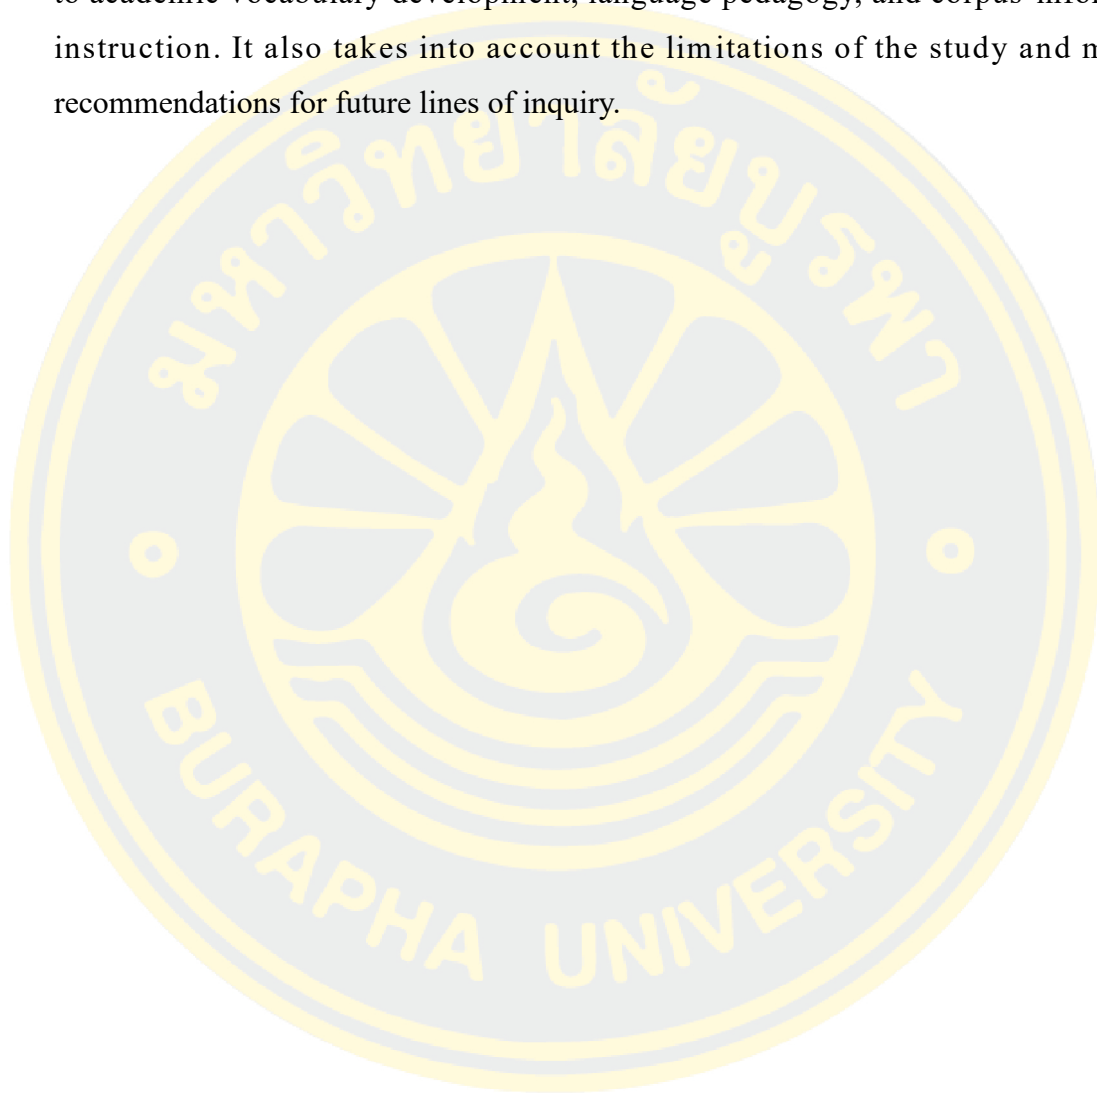 to academic vocabulary development, language pedagogy, and corpus
instruction. It also takes into account the limitations of the study and
recommendations for future lines of inquiry.
มหาวิทยาลัยบูรพา
BURAPHA UNIVERSITY